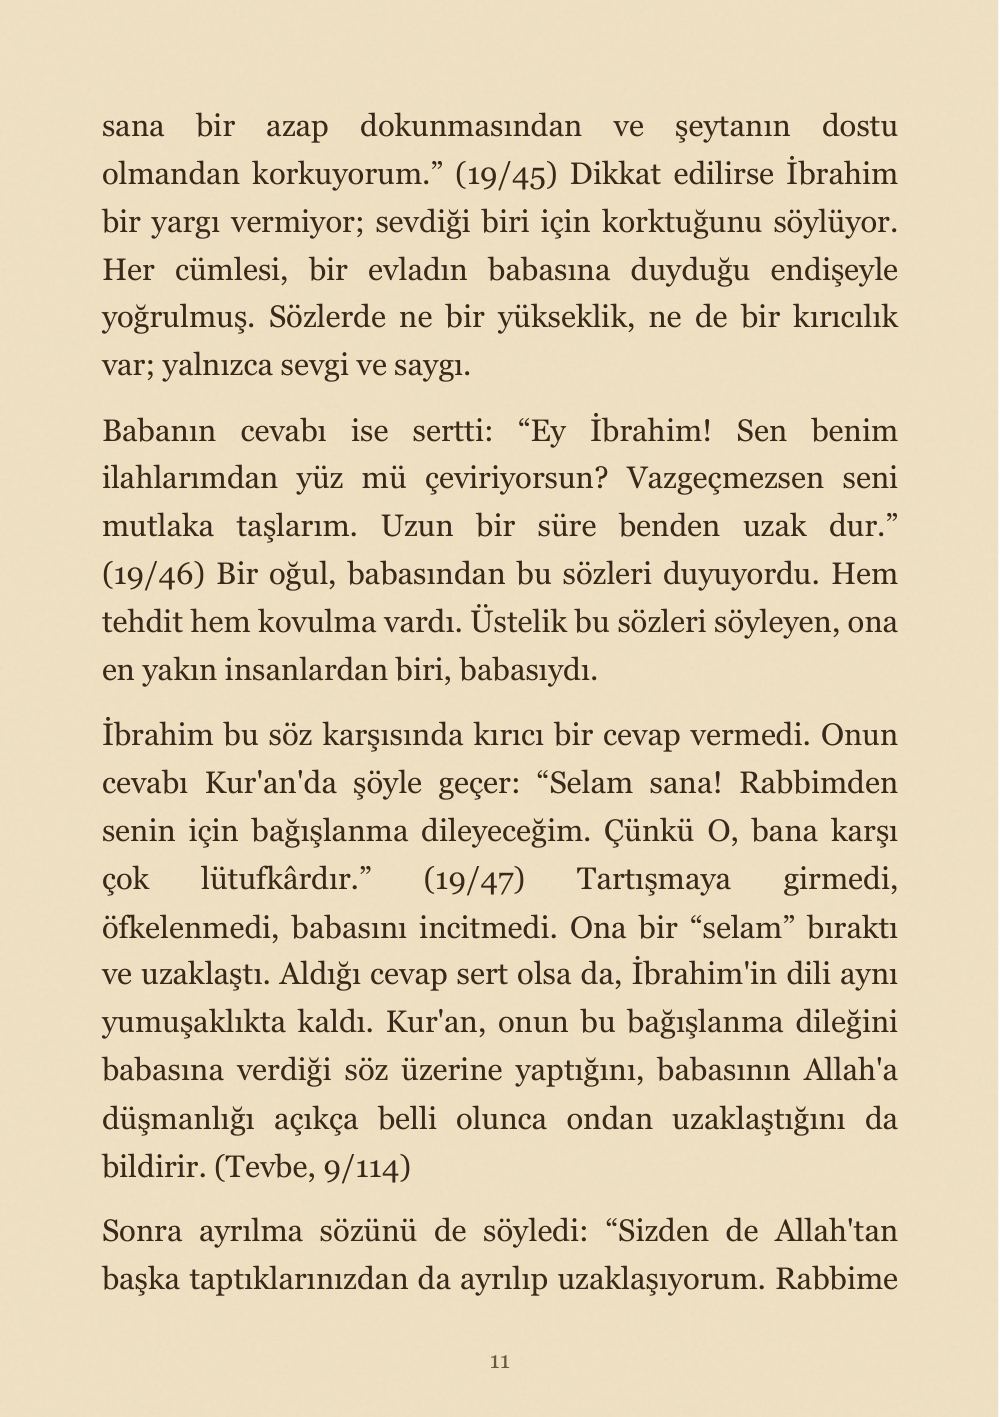 sana bir azap dokunmasından ve şeytanın dostu
olmandan korkuyorum.” (19/45) Dikkat edilirse İbrahim
bir yargı vermiyor; sevdiği biri için korktuğunu söylüyor.
Her cümlesi, bir evladın babasına duyduğu endişeyle
yoğrulmuş. Sözlerde ne bir yükseklik, ne de bir kırıcılık
var; yalnızca sevgi ve saygı.
Babanın cevabı ise sertti: “Ey İbrahim! Sen benim
ilahlarımdan yüz mü çeviriyorsun? Vazgeçmezsen seni
mutlaka taşlarım. Uzun bir süre benden uzak dur.”
(19/46) Bir oğul, babasından bu sözleri duyuyordu. Hem
tehdit hem kovulma vardı. Üstelik bu sözleri söyleyen, ona
en yakın insanlardan biri, babasıydı.
İbrahim bu söz karşısında kırıcı bir cevap vermedi. Onun
cevabı Kur'an'da şöyle geçer: “Selam sana! Rabbimden
senin için bağışlanma dileyeceğim. Çünkü O, bana karşı
çok lütufkârdır.” (19/47) Tartışmaya girmedi,
öfkelenmedi, babasını incitmedi. Ona bir “selam” bıraktı
ve uzaklaştı. Aldığı cevap sert olsa da, İbrahim'in dili aynı
yumuşaklıkta kaldı. Kur'an, onun bu bağışlanma dileğini
babasına verdiği söz üzerine yaptığını, babasının Allah'a
düşmanlığı açıkça belli olunca ondan uzaklaştığını da
bildirir. (Tevbe, 9/114)
Sonra ayrılma sözünü de söyledi: “Sizden de Allah'tan
başka taptıklarınızdan da ayrılıp uzaklaşıyorum. Rabbime
11